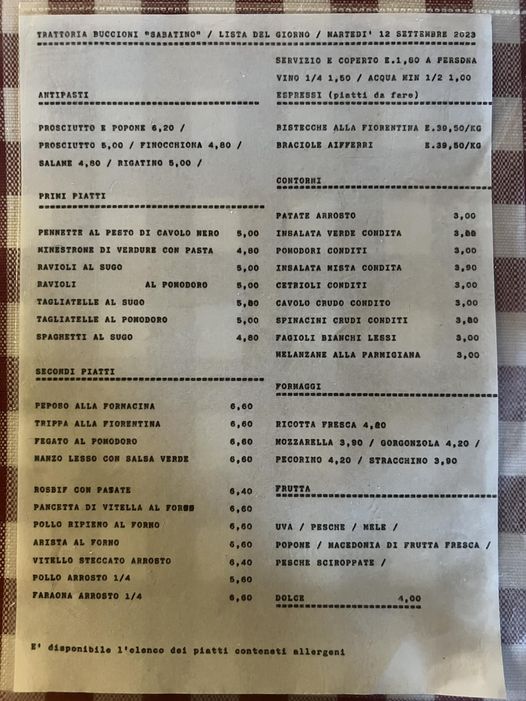 TRATTORIA BUCCIONI "SABATINO" / LISTA DEL GIORNO / MARTEDI' 12 SETTEMBRE 2023
SERVIZIO E COPERTO E.1,60 A PERSONA
VINO 1/4 1,50 / ACQUA MIN 1/2 1,00
ANTIPASTI
PROSCIUTTO E POPONE 6,20 /
PROSCIUTTO 5,00 / FINOCCHIONA 4,80 /
SALAME 4,80 / RIGATINO 5,00 /
PRIMI PIATTI
PENNETTE AL PESTO DI CAVOLO NERO 5,00
MINESTRONE DI VERDURE CON PASTA 4,80
RAVIOLI AL SUGO 5,00
RAVIOLI AL POMODORO 5,00
TAGLIATELLE AL SUGO 5,00
TAGLIATELLE AL POMODORO 5,00
SPAGHETTI AL SUGO 4,80
SECONDI PIATTI
PEPOSO ALLA FORNACINA 6,60
TRIPPA ALLA FIORENTINA 6,60
FEGATO AL POMODORO 6,60
MANZO LESSO CON SALSA VERDE 6,60
ROSBIF CON PATATE 6,40
PANCETTA DI VITELLA AL FORNO 6,60
POLLO RIPIENO AL FORNO 6,60
ARISTA AL FORNO 6,60
VITELLO STECCATO ARROSTO 6,40
POLLO ARROSTO 1/4 5,60
FARAONA ARROSTO 1/4 6,60
ESPRESSI (piatti da fare)
BISTECCHE ALLA FIORENTINA E.39,50/KG
BRACIOLE AIFFERRI E.39,50/KG
CONTORNI
PATATE ARROSTO 3,00
INSALATA VERDE CONDITA
POMODORI CONDITI 3,00
INSALATA MISTA CONDITA 3,90
CETRIOLI CONDITI 3,00
CAVOLO CRUDO CONDITO 3,00
SPINACINI CRUDI CONDITI
FAGIOLI BIANCHI LESSI 3,00
MELANZANE ALLA PARMIGIANA 3,00
FORMAGGI
RICOTTA FRESCA 4,20
MOZZARELLA 3,90 / GORGONZOLA 4,20 /
PECORINO 4,20 / STRACCHINO 3,90
FRUTTA
UVA / PESCHE / MELE /
POPONE / MACEDONIA DI FRUTTA FRESCA /
PESCHE SCIROPPATE /
DOLCE 4,00
E' disponibile l'elenco dei piatti conteneti allergeni